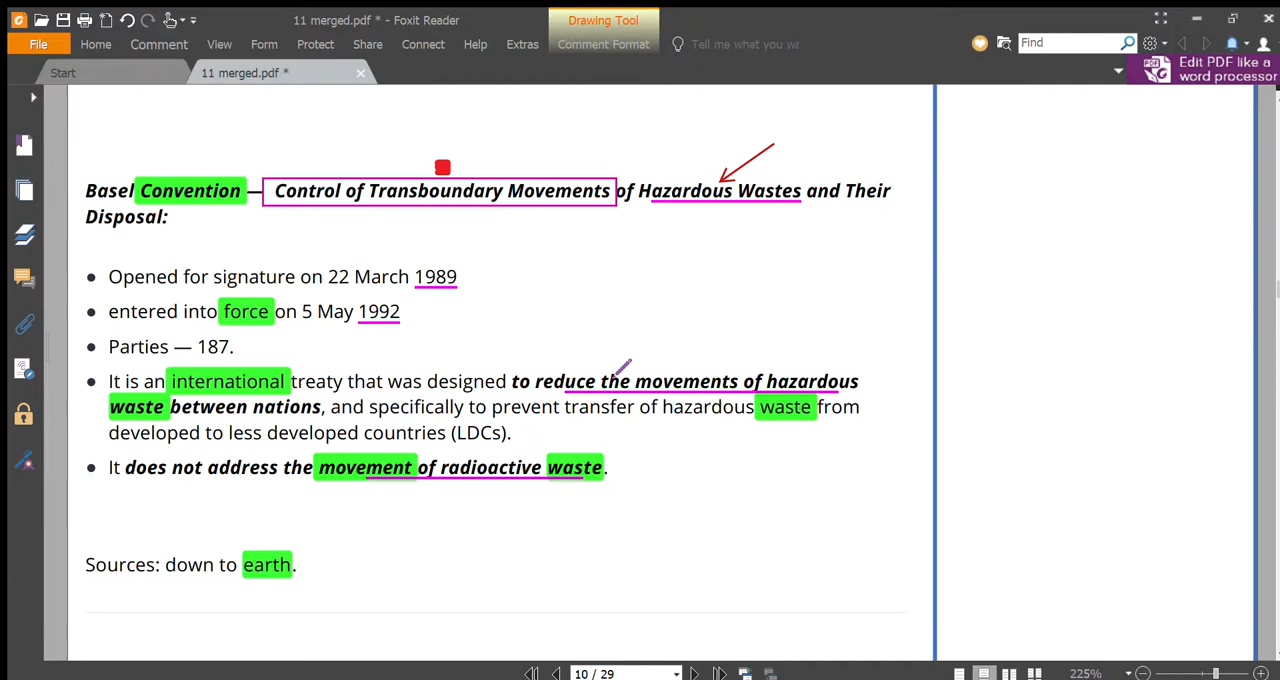 11 merged.pdf * - Foxit Reader
Drawing Tool
File Home Comment View Form Protect Share Connect Help Extras Comment Format Tell me what you wa Find
Start 11 merged.pdf *
Edit PDF like a
word processor
Basel Convention — Control of Transboundary Movements of Hazardous Wastes and Their
Disposal:
• Opened for signature on 22 March 1989
• entered into force on 5 May 1992
• Parties — 187.
• It is an international treaty that was designed to reduce the movements of hazardous
waste between nations, and specifically to prevent transfer of hazardous waste from
developed to less developed countries (LDCs).
• It does not address the movement of radioactive waste.
Sources: down to earth.
10 / 29
225%